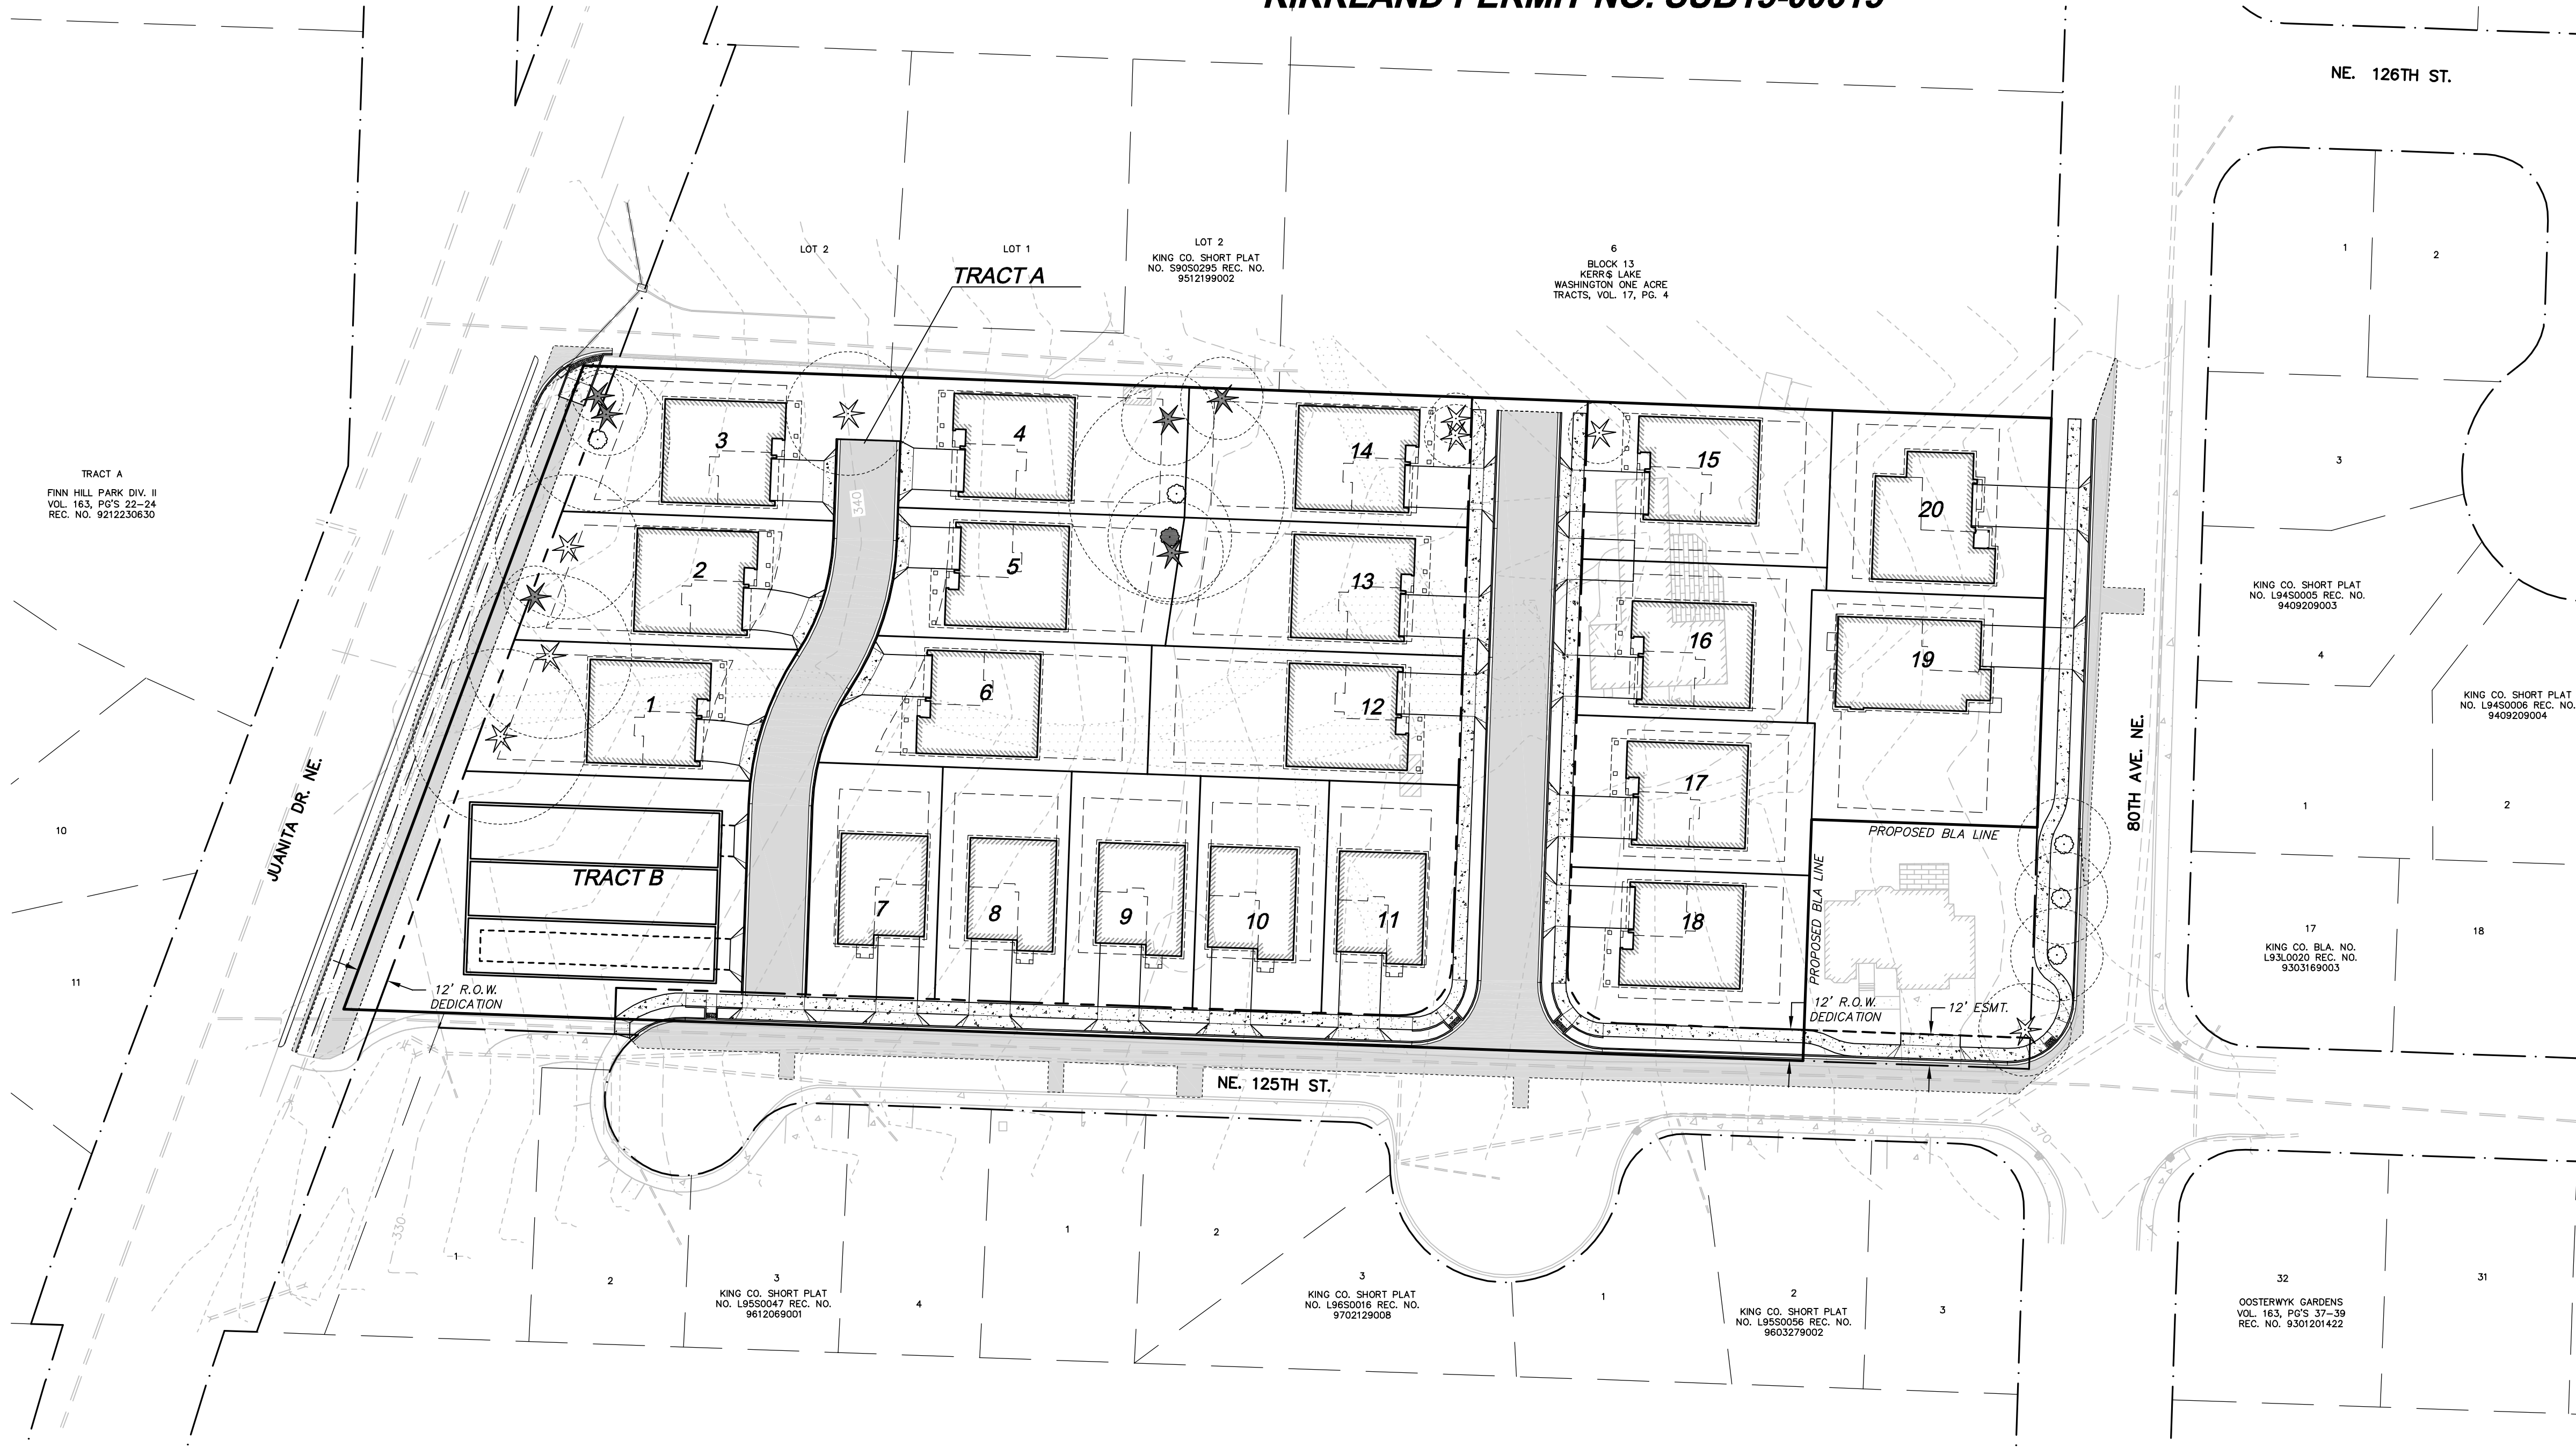 KIRKLAND PERMIT NO. SUB19-00619
NE. 126TH ST.
LOT 2
LOT 1
TRACT A
LOT 2
KING CO. SHORT PLAT
NO. S90S0295 REC. NO.
9512199002
6
BLOCK 13
KERR'S LAKE
WASHINGTON ONE ACRE
TRACTS, VOL. 17, PG. 4
1
2
TRACT A
FINN HILL PARK DIV. II
VOL. 163, PG'S 22-24
REC. NO. 9212230630
3
4
14
15
20
3
340
2
5
13
16
19
KING CO. SHORT PLAT
NO. L94S0005 REC. NO.
9409209003
4
1
6
12
360
KING CO. SHORT PLAT
NO. L94S0006 REC. NO.
9409209004
JUANITA DR. NE.
80TH AVE. NE.
10
17
1
2
PROPOSED BLA LINE
PROPOSED BLA LINE
TRACT B
7
8
9
10
11
18
11
17
KING CO. BLA. NO.
L93L0020 REC. NO.
9303169003
18
12' R.O.W.
DEDICATION
12' R.O.W.
DEDICATION
12' ESMT.
NE. 125TH ST.
370
330
1
2
3
KING CO. SHORT PLAT
NO. L95S0047 REC. NO.
9612069001
4
1
2
3
KING CO. SHORT PLAT
NO. L96S0016 REC. NO.
9702129008
1
2
KING CO. SHORT PLAT
NO. L95S0056 REC. NO.
9603279002
3
32
OOSTERWYK GARDENS
VOL. 163, PG'S 37-39
REC. NO. 9301201422
31